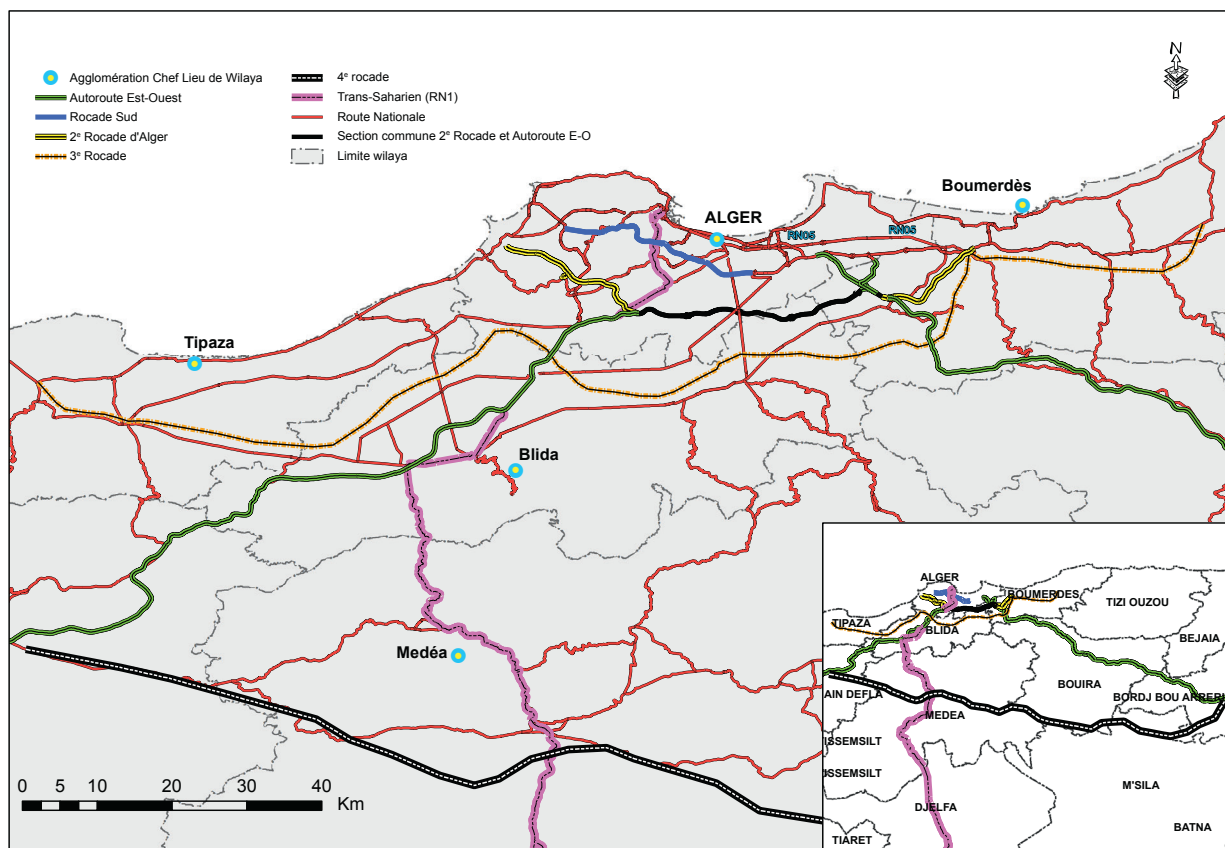 N
Agglomération Chef Lieu de Wilaya
Autoroute Est-Ouest
Rocade Sud
2e Rocade d'Alger
3e Rocade
4e rocade
Trans-Saharien (RN1)
Route Nationale
Section commune 2e Rocade et Autoroute E-O
Limite wilaya
Boumerdès
ALGER
RN05
RN05
Tipaza
Blida
Medéa
0 5 10 20 30 40
Km
ALGER
BOUMERDES
TIZI OUZOU
TIPAZA
BLIDA
BEJAIA
BOUIRA
AIN DEFLA
BORDJ BOU ARRERI
MEDEA
ISSEMSILT
ISSEMSILT
M'SILA
DJELFA
BATNA
TIARET